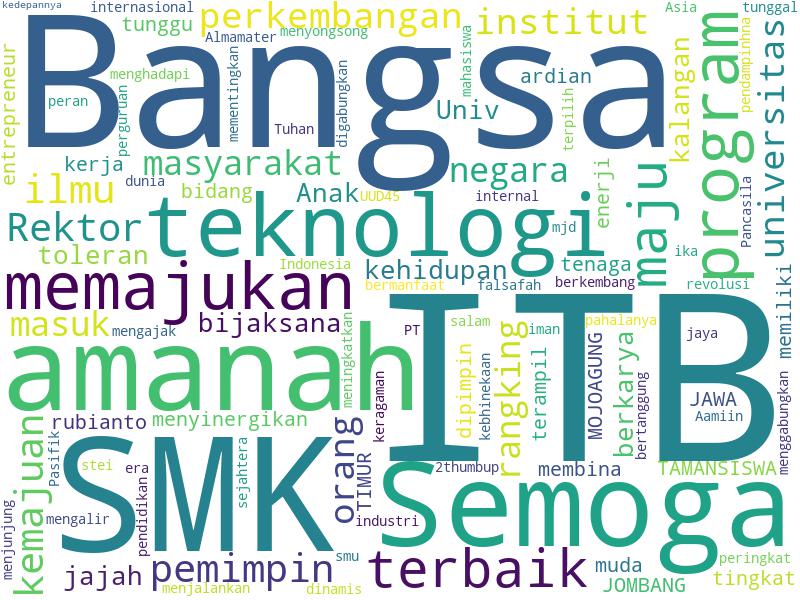 kedepannya
internasional
perkembangan
institut
Asia
tunggal
tunggu
Almamater
menyongsong
Bangsa
entrepreneur
menghadapi
peran
perguruan
mementingkan
Tuhan
digabungkan
mahasiswa
ardian
Univ
terpilih
kalangan
program
pendampinhna
universitas
kerja
masyarakat
negara
dunia
ilmu
bidang
Anak
UUD45
internal
enerji
maju
Pancasila
Rektor
teknologi
mjd
toleran
Indonesia
kehidupan
tenaga
ika
memajukan
bermanfaat
falsafah
berkembang
revolusi
memiliki
masuk
mengajak
bijaksana
meningkatkan
PT
salam
iman
pahalanya
jaya
amanah
ITB
dipimpin
kebhinekaan
rangking
terampil
MOJOAGUNG
berkarya
bertanggung
JAWA
Aamiin
menggabungkan
keragaman
rubianto
menyinergikan
kemajuan
Pasifik
stei
era
SMK
sejahtera
orang
TIMUR
2thumbup
membina
TAMANSISWA
Semoga
mengalir
pendidikan
industri
menjunjung
jajah
pemimpin
smu
terbaik
muda
peringkat
menjalankan
dinamis
JOMBANG
tingkat